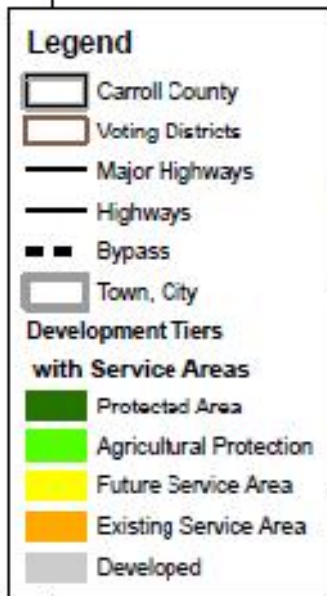 Legend
Carroll County
Voting Districts
Major Highways
Highways
Bypass
Town, City
Development Tiers
with Service Areas
Protected Area
Agricultural Protection
Future Service Area
Existing Service Area
Developed